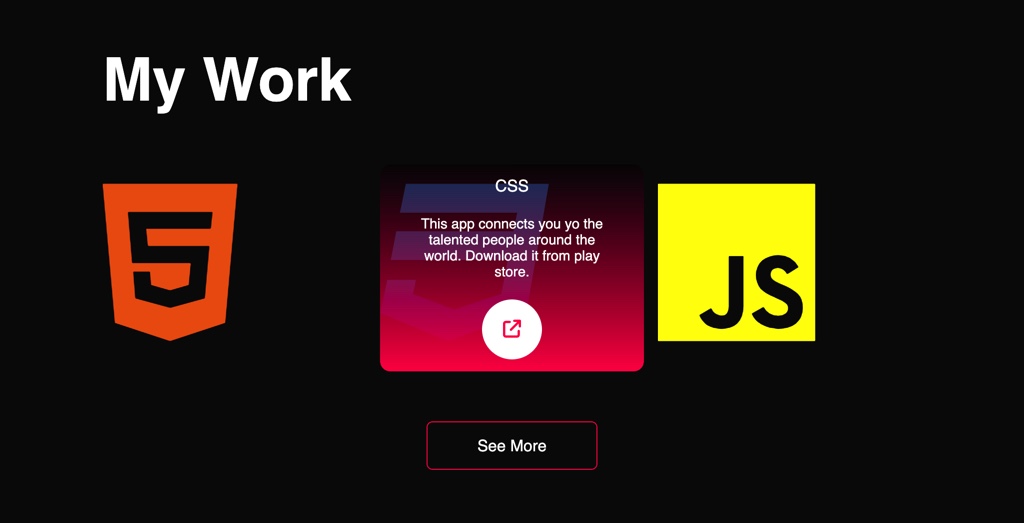 My Work
5
CSS
This app connects you yo the
talented people around the
world. Download it from play
store.
JS
See More